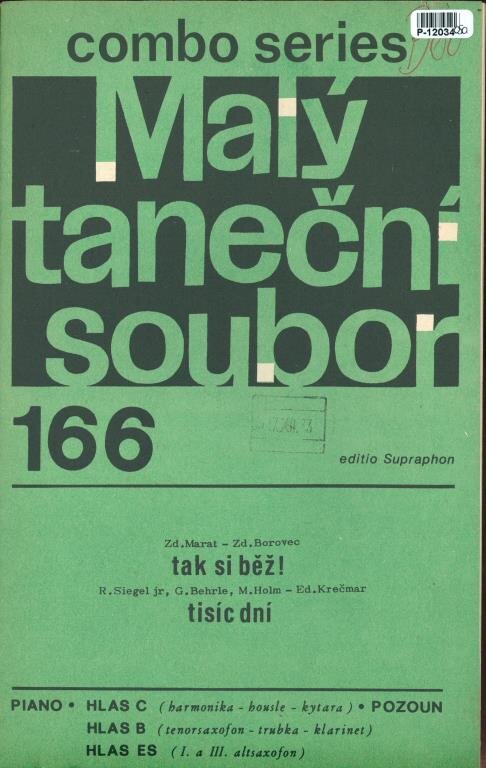 combo series
P-12034
Malý
taneční
soubor
166
editio Supraphon
Zd.Marat - Zd.Borovec
tak si běž!
R.Siegel jr, G.Behrle, M.Holm - Ed.Krečmar
tisíc dní
PIANO • HLAS C (harmonika - housle - kytara) • POZOUN
HLAS B (tenorsaxofon - trubka - klarinet)
HLAS ES (I. a III. altsaxofon)